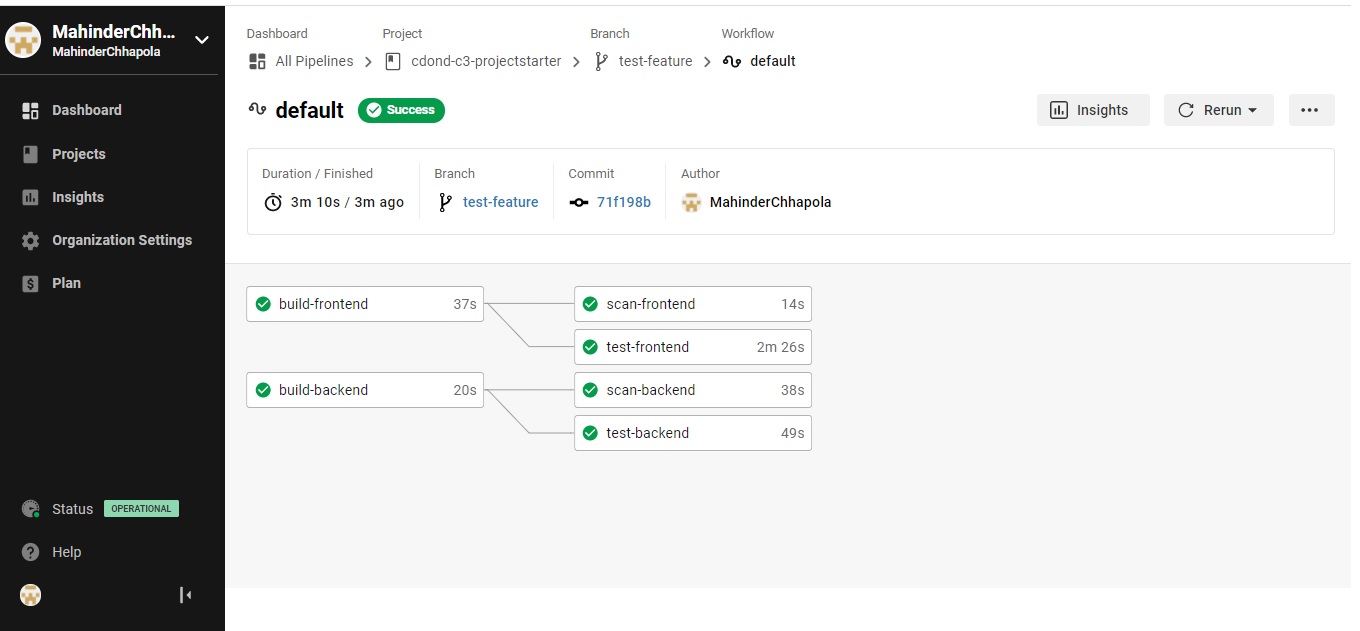 MahinderChh...
MahinderChhapola
Dashboard
Projects
Insights
Organization Settings
Plan
Status OPERATIONAL
Help
Dashboard Project Branch Workflow
All Pipelines cdond-c3-projectstarter test-feature default
default Success
Insights Rerun
Duration / Finished Branch Commit Author
3m 10s / 3m ago test-feature 71f198b MahinderChhapola
build-frontend 37s scan-frontend 14s
test-frontend 2m 26s
build-backend 20s scan-backend 38s
test-backend 49s